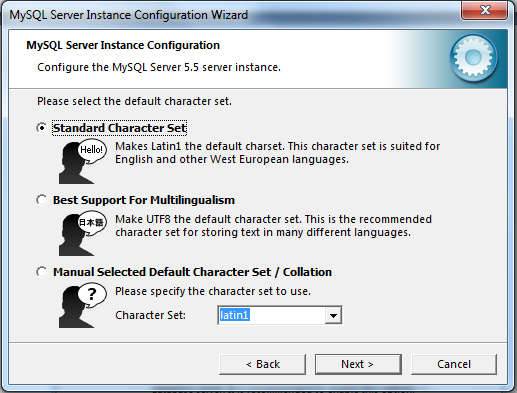 MySQL Server Instance Configuration Wizard
MySQL Server Instance Configuration
Configure the MySQL Server 5.5 server instance.
Please select the default character set.
Standard Character Set
Hello!
Makes Latin1 the default charset. This character set is suited for
English and other West European languages.
Best Support For Multilingualism
日本語
Make UTF8 the default character set. This is the recommended
character set for storing text in many different languages.
Manual Selected Default Character Set / Collation
?
Please specify the character set to use.
Character Set: latin1
< Back Next > Cancel